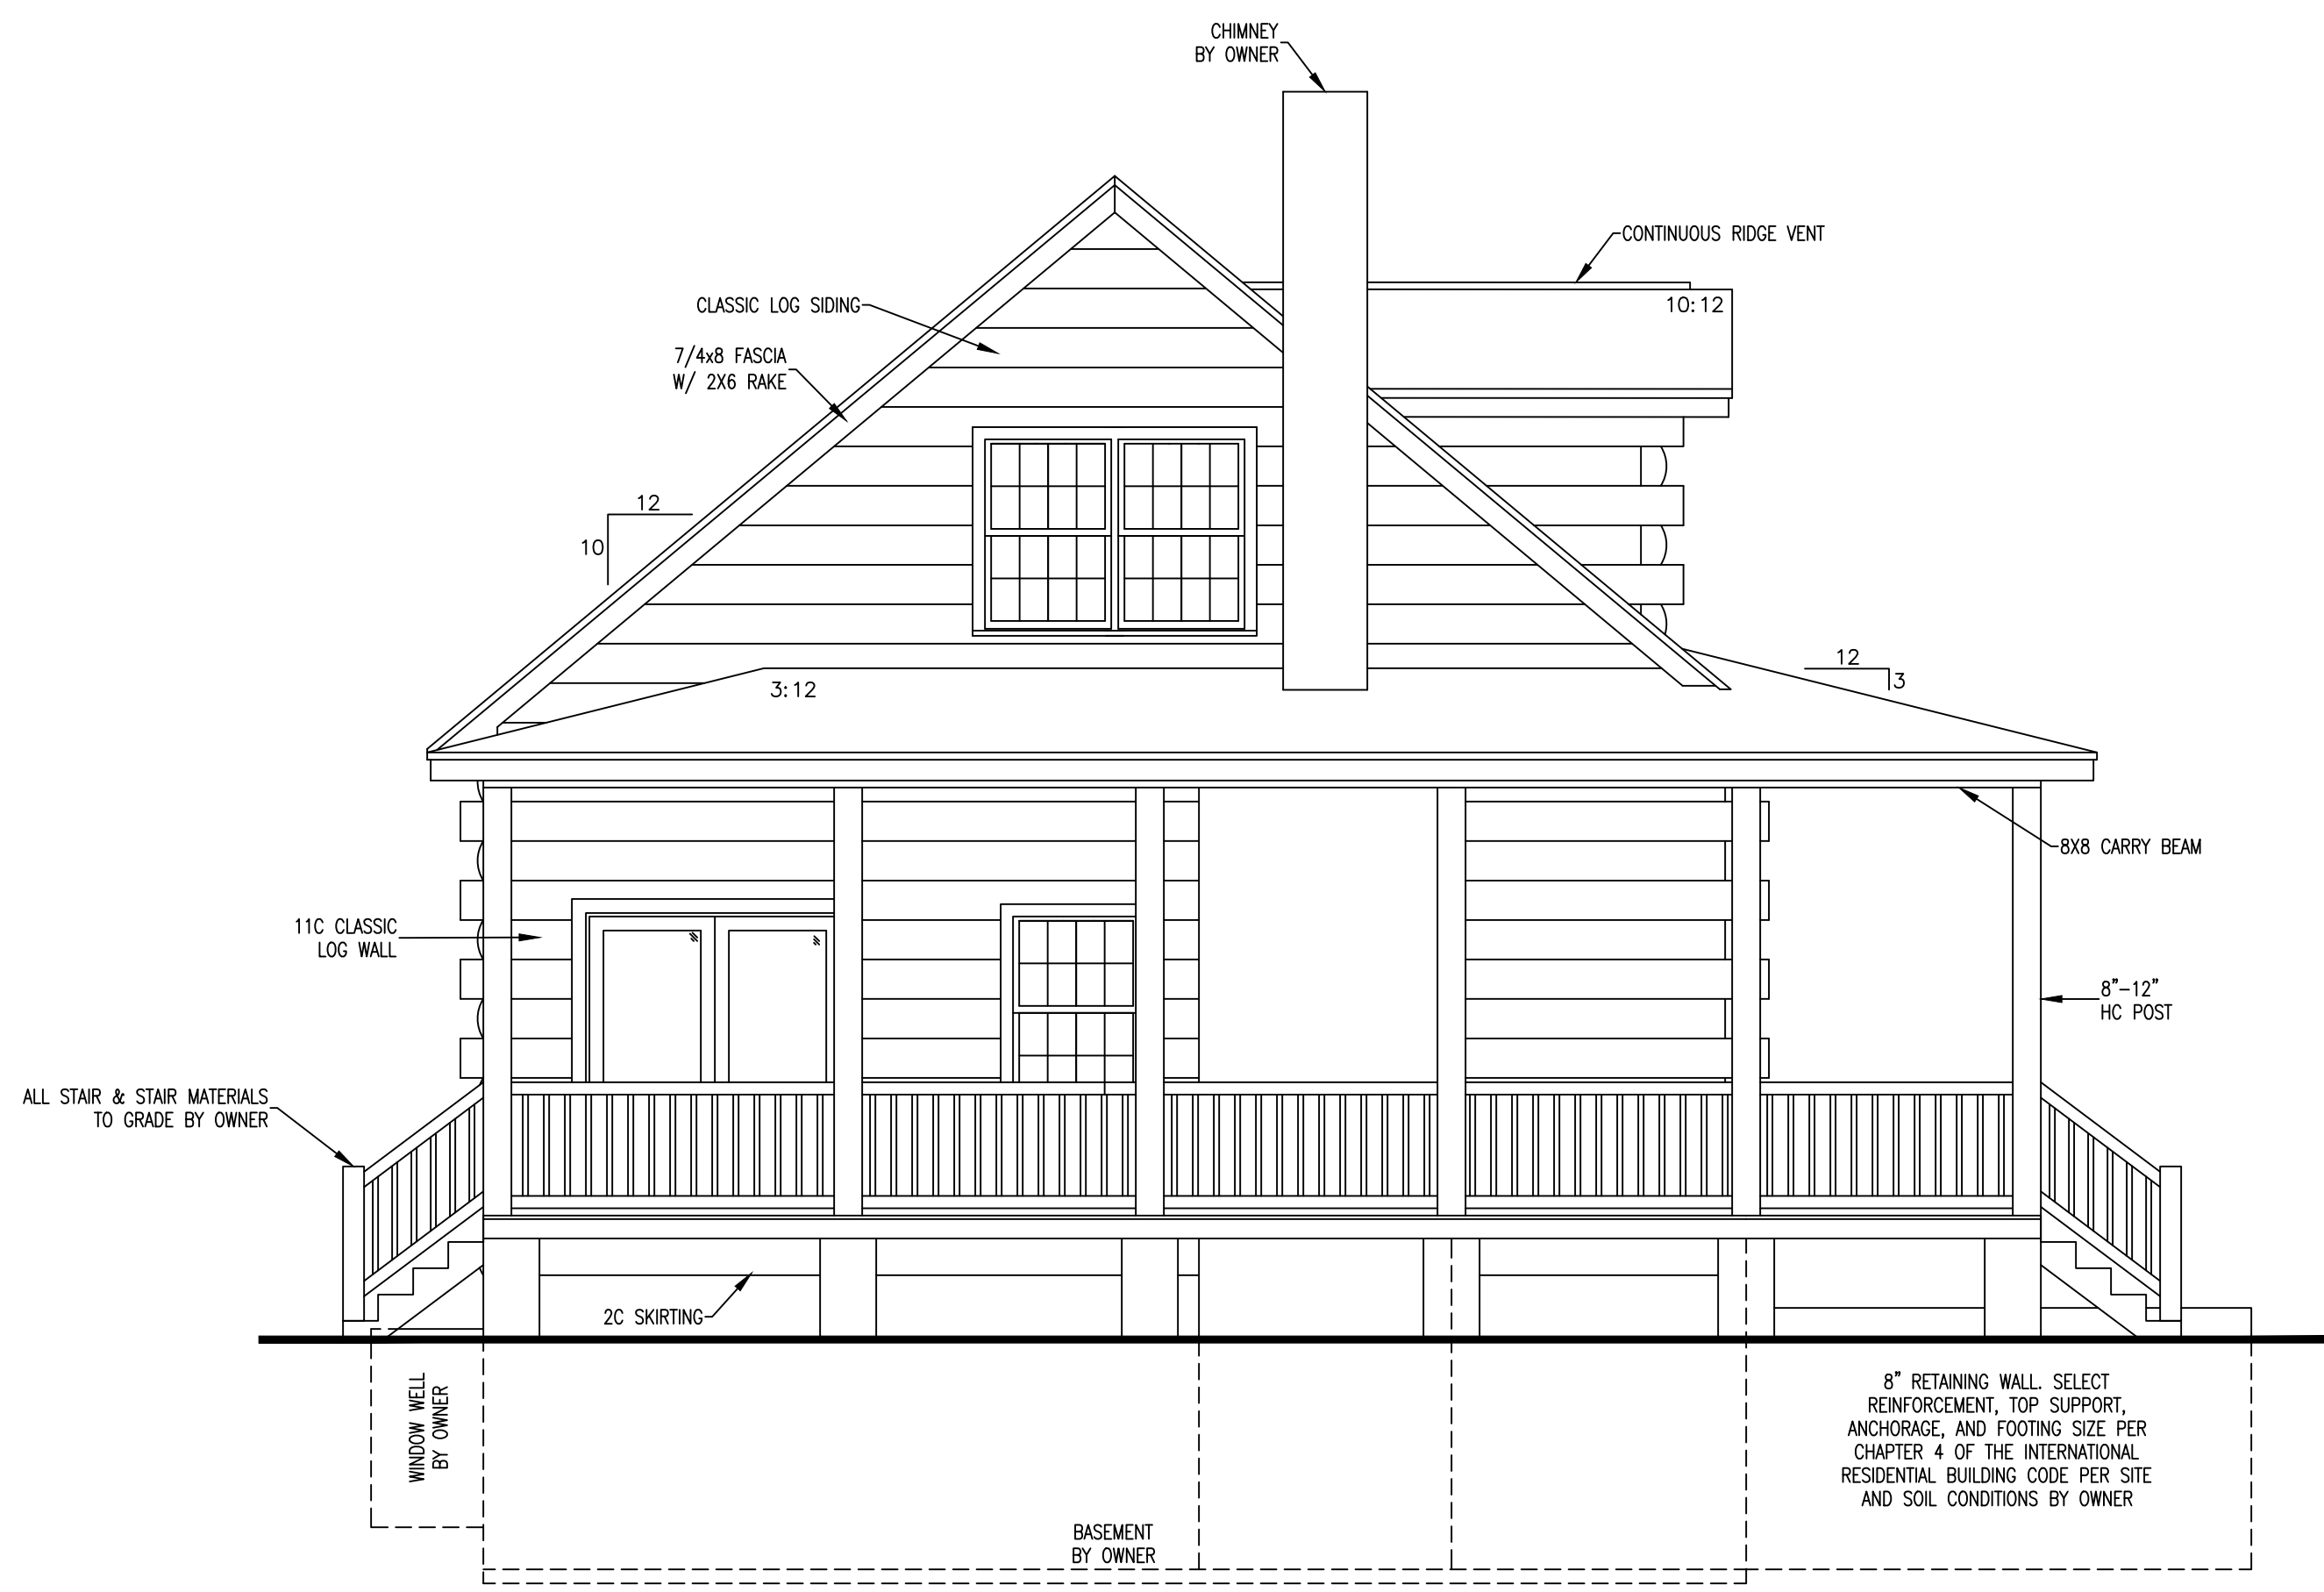 CHIMNEY
BY OWNER
CONTINUOUS RIDGE VENT
10:12
CLASSIC LOG SIDING
7/4x8 FASCIA
W/ 2X6 RAKE
12
10
12
3
3:12
8X8 CARRY BEAM
11C CLASSIC
LOG WALL
8"-12"
HC POST
ALL STAIR & STAIR MATERIALS
TO GRADE BY OWNER
2C SKIRTING
WINDOW WELL
BY OWNER
8" RETAINING WALL. SELECT
REINFORCEMENT, TOP SUPPORT,
ANCHORAGE, AND FOOTING SIZE PER
CHAPTER 4 OF THE INTERNATIONAL
RESIDENTIAL BUILDING CODE PER SITE
AND SOIL CONDITIONS BY OWNER
BASEMENT
BY OWNER